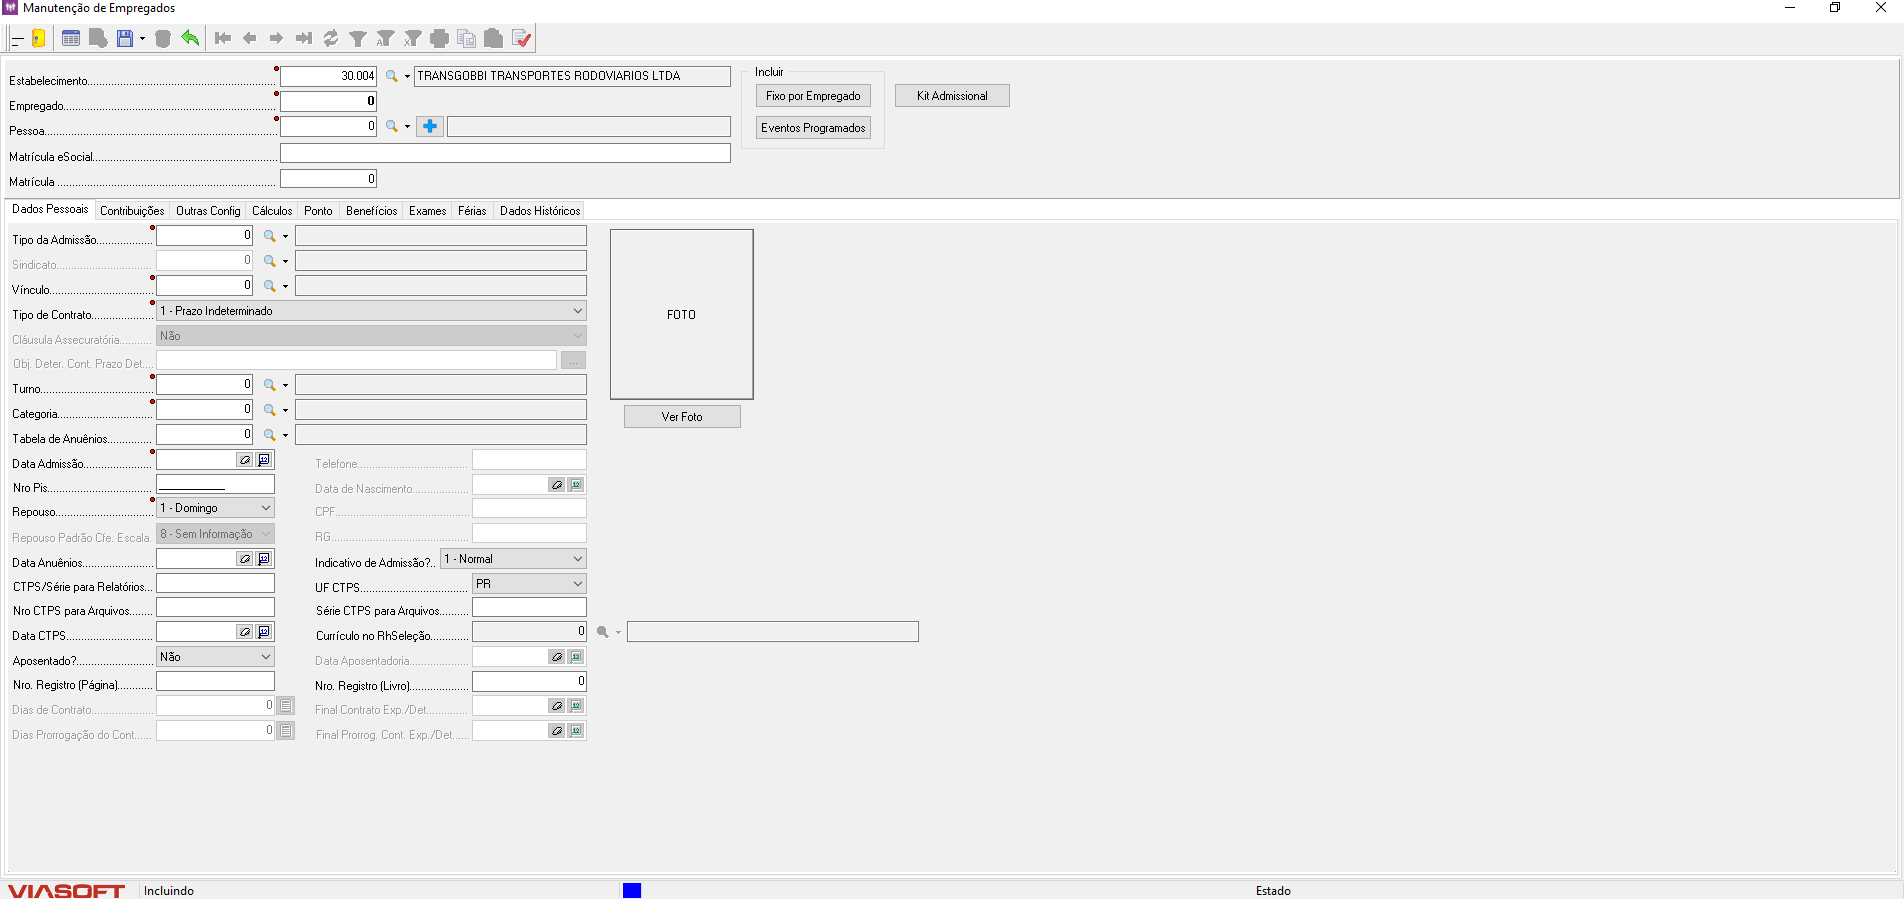 Manutenção de Empregados
Estabelecimento 30.004 TRANSGOBBI TRANSPORTES RODOVIARIOS LTDA
Empregado 0
Pessoa 0
Matrícula eSocial
Matrícula 0
Incluir
Fixo por Empregado
Eventos Programados
Kit Admissional
Dados Pessoais Contribuições Outras Config Cálculos Ponto Benefícios Exames Férias Dados Históricos
Tipo da Admissão 0
Sindicato 0
Vínculo 0
Tipo de Contrato 1 - Prazo Indeterminado
Cláusula Assecuratória Não
Obj. Deter. Cont. Prazo Det. ...
Turno 0
Categoria 0
Tabela de Anuênios 0
FOTO
Ver Foto
Data Admissão Telefone
Nro Pis Data de Nascimento
Repouso 1 - Domingo CPF
Repouso Padrão Cfe. Escala. 8 - Sem Informação RG
Data Anuênios Indicativo de Admissão? 1 - Normal
CTPS/Série para Relatórios UF CTPS PR
Nro CTPS para Arquivos Série CTPS para Arquivos
Data CTPS Currículo no RhSeleção 0
Aposentado? Não Data Aposentadoria
Nro. Registro (Página) Nro. Registro (Livro) 0
Dias de Contrato 0 Final Contrato Exp./Det.
Dias Prorrogação do Cont. 0 Final Prorrog. Cont. Exp./Det.
VIASOFT Incluindo Estado